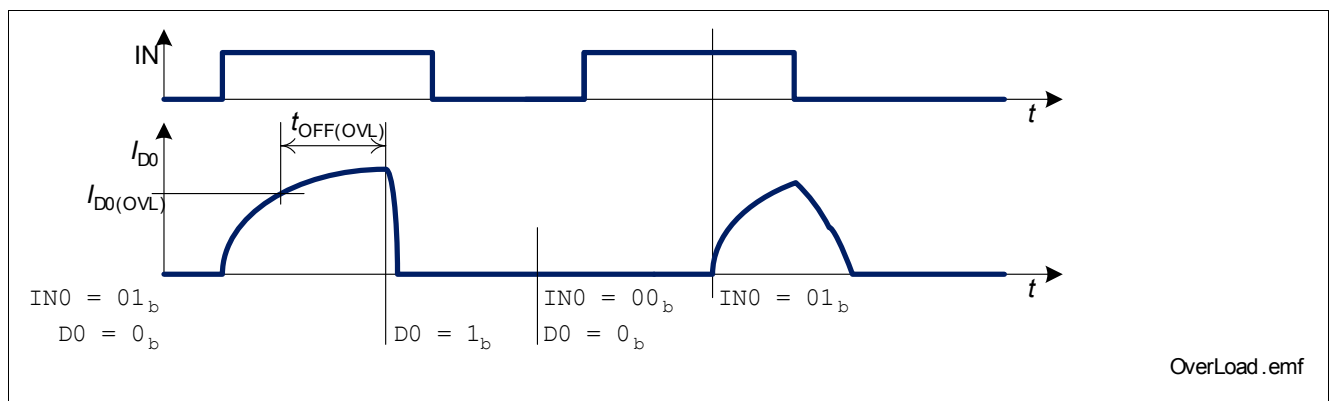 IN
t
tOFF(OVL)
ID0
ID0(OVL)
t
IN0 = 01b IN0 = 00b IN0 = 01b
D0 = 0b D0 = 1b D0 = 0b
OverLoad.emf